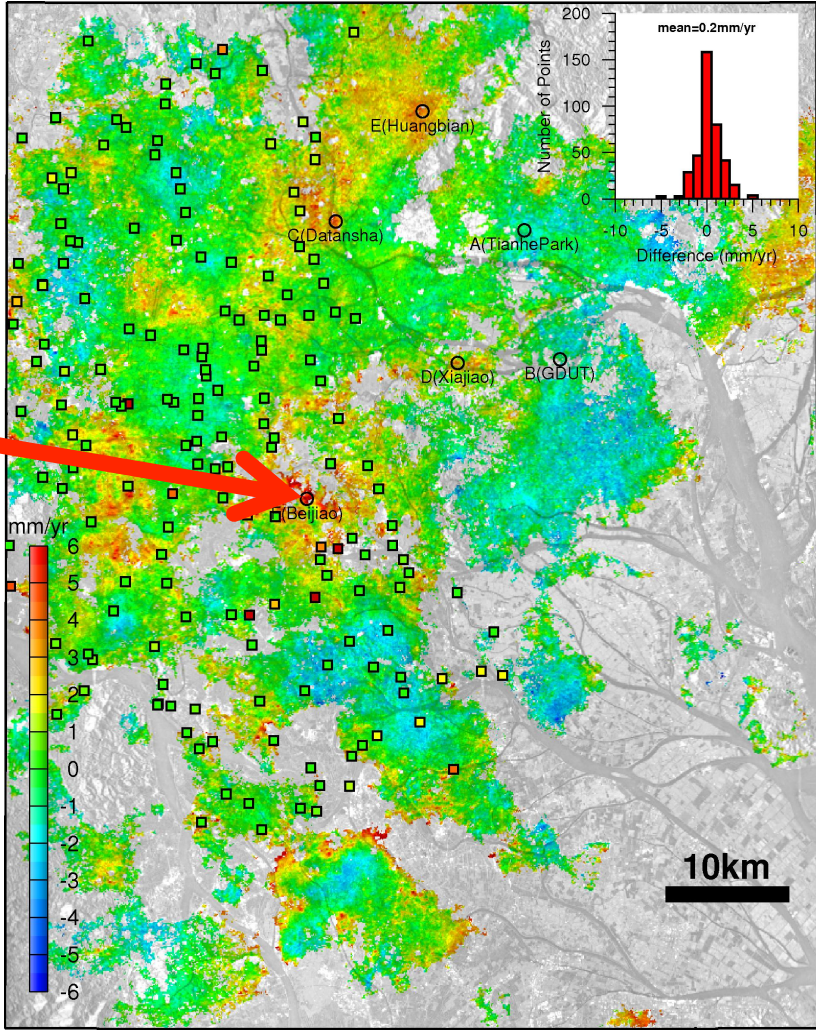 200
mean=0.2mm/yr
150
100
50
0
Number of Points
-10 -5 0 5 10
Difference (mm/yr)
E(Huangbian)
C(Datansha)
A(TianhePark)
D(Xiajiao)
B(GDUT)
F(Beijiao)
mm/yr
6
5
4
3
2
1
0
-1
-2
-3
-4
-5
-6
10km